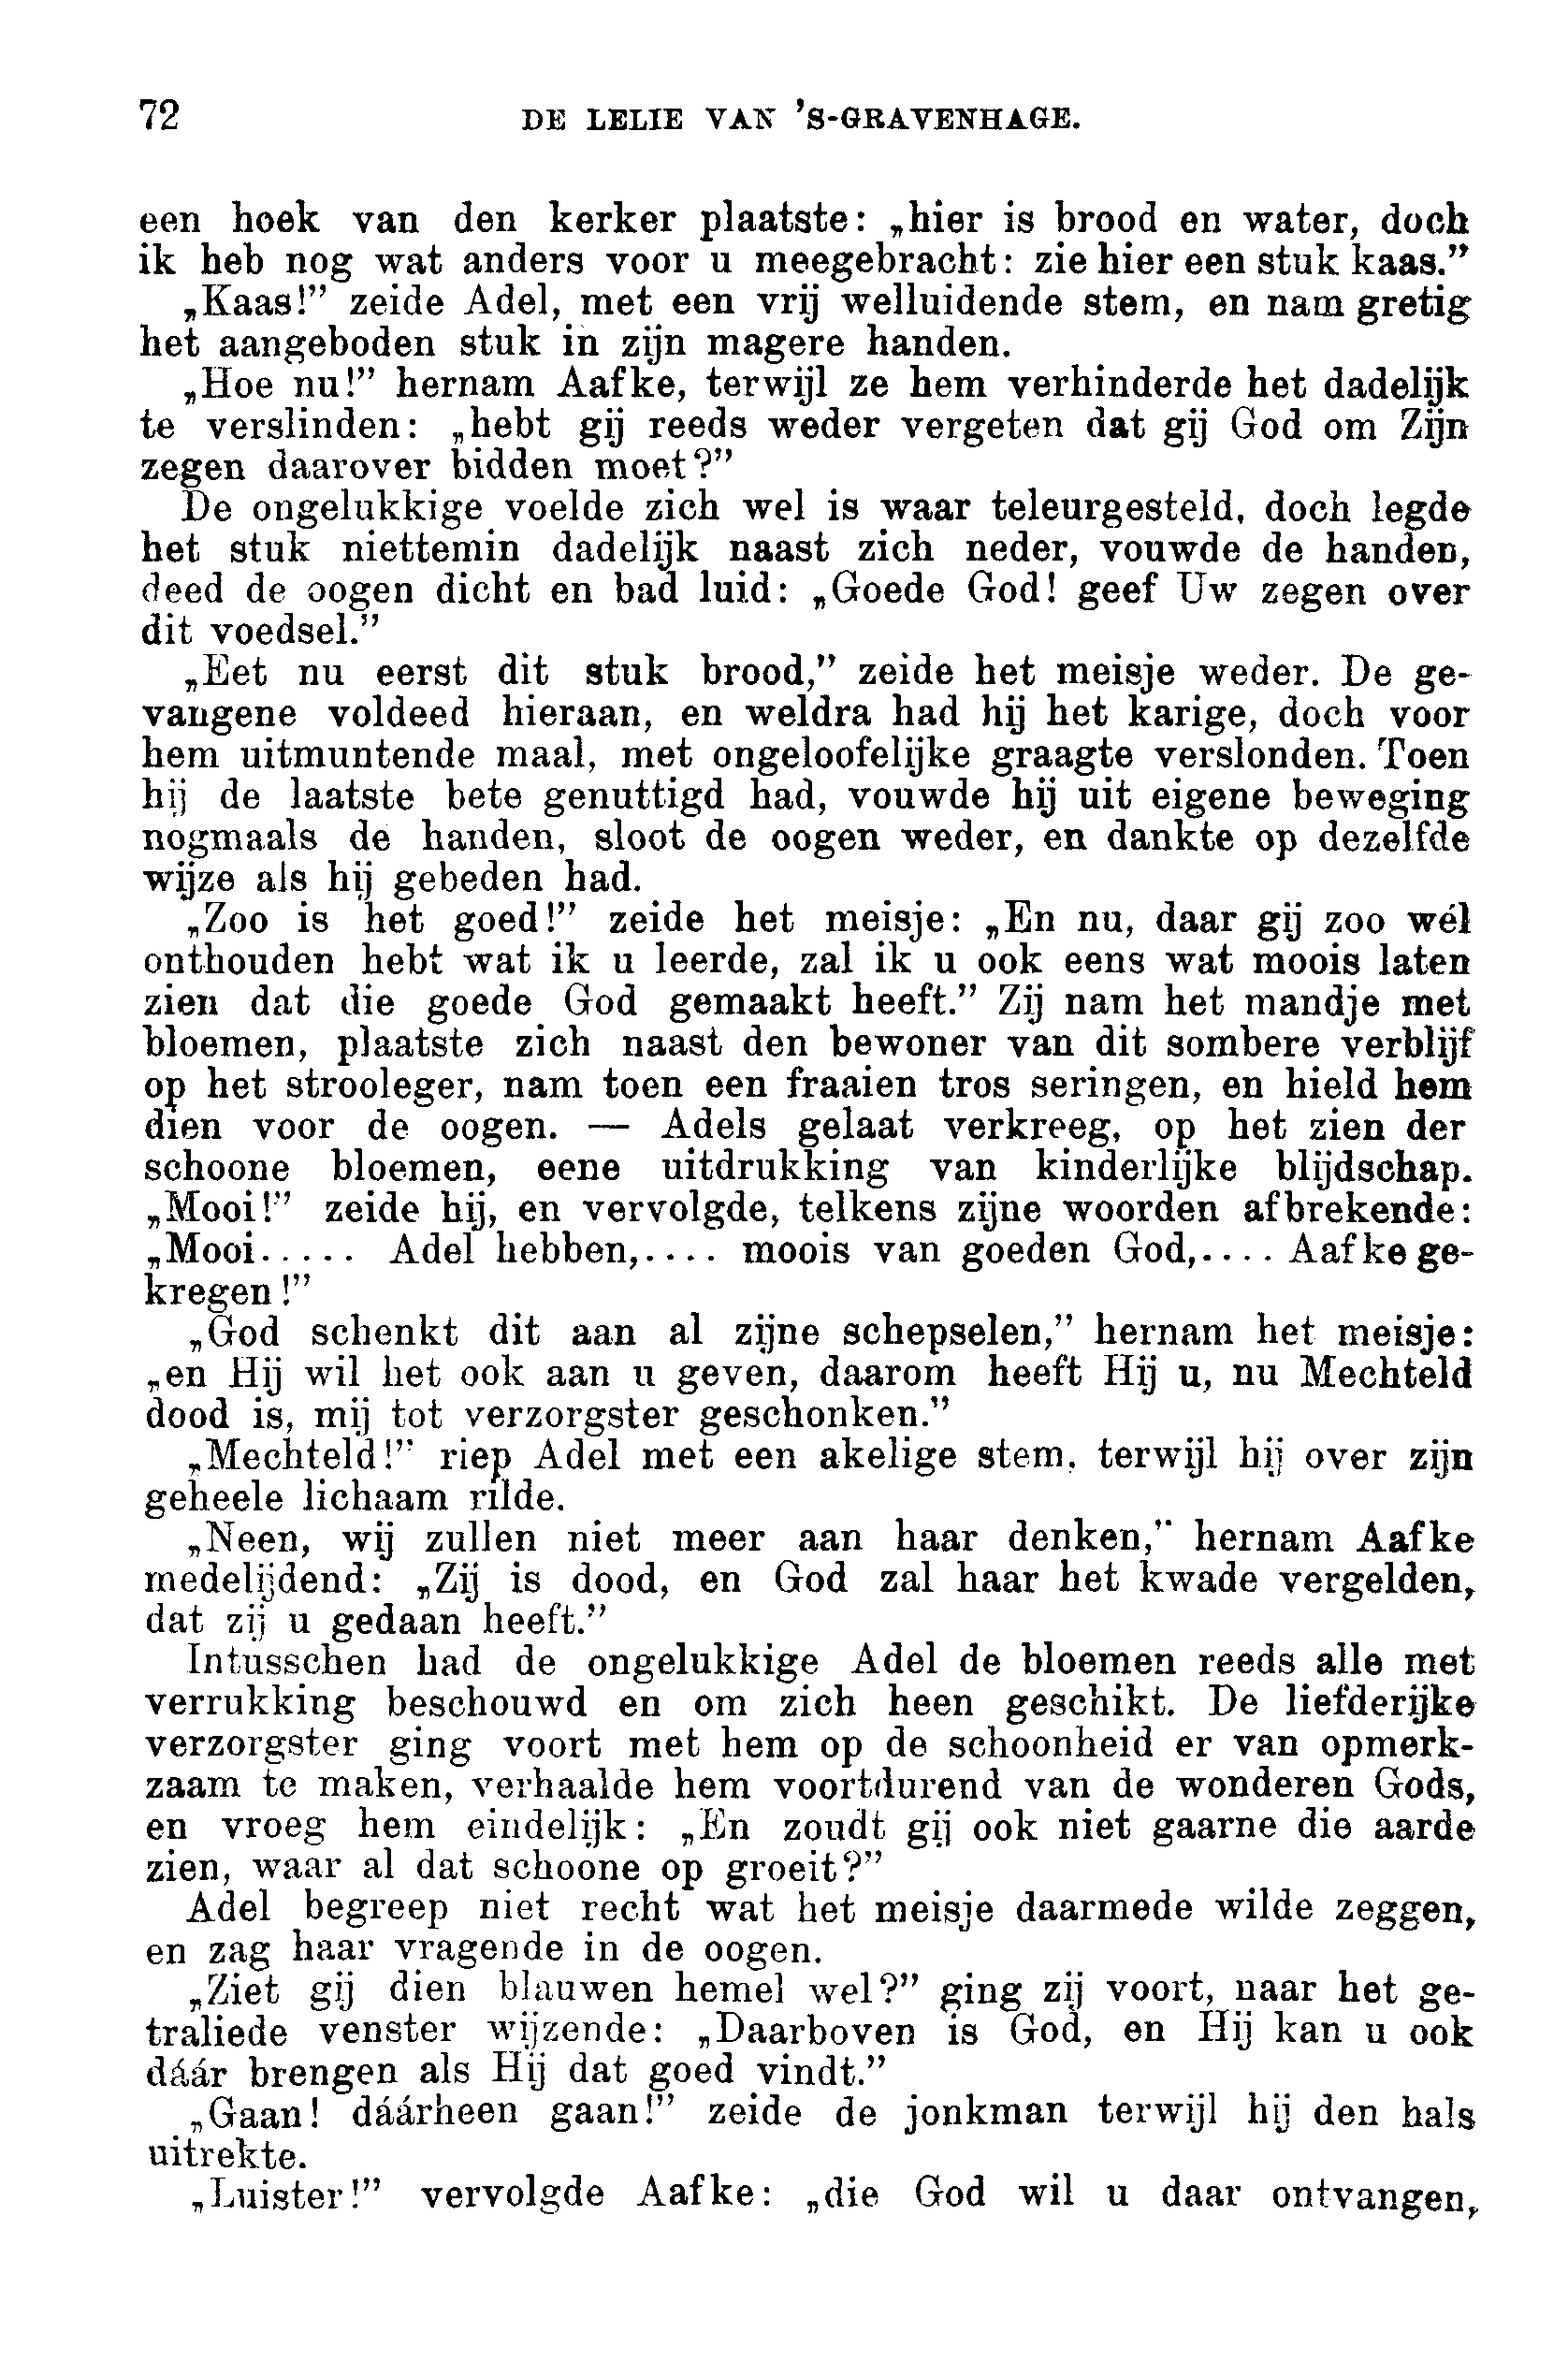 72 DE LELIE VAN 'S-GRAVENHAGE.
een hoek van den kerker plaatste: „hier is brood en water, doch
ik heb nog wat anders voor u meegebracht: zie hier een stuk kaas.”
„Kaas!” zeide Adel, met een vrij welluidende stem, en nam gretig
het aangeboden stuk in zijn magere handen.
„Hoe nu!” hernam Aafke, terwijl ze hem verhinderde het dadelijk
te verslinden: „hebt gij reeds weder vergeten dat gij God om Zijn
zegen daarover bidden moet?”
De ongelukkige voelde zich wel is waar teleurgesteld, doch legde
het stuk niettemin dadelijk naast zich neder, vouwde de handen,
deed de oogen dicht en bad luid: „Goede God! geef Uw zegen over
dit voedsel.”
„Eet nu eerst dit stuk brood,” zeide het meisje weder. De ge-
vangene voldeed hieraan, en weldra had hij het karige, doch voor
hem uitmuntende maal, met ongeloofelijke graagte verslonden. Toen
hij de laatste bete genuttigd had, vouwde hij uit eigene beweging
nogmaals de handen, sloot de oogen weder, en dankte op dezelfde
wijze als hij gebeden had.
„Zoo is het goed!” zeide het meisje: „En nu, daar gij zoo wél
onthouden hebt wat ik u leerde, zal ik u ook eens wat moois laten
zien dat die goede God gemaakt heeft.” Zij nam het mandje met
bloemen, plaatste zich naast den bewoner van dit sombere verblijf
op het strooleger, nam toen een fraaien tros seringen, en hield hem
dien voor de oogen. — Adels gelaat verkreeg, op het zien der
schoone bloemen, eene uitdrukking van kinderlijke blijdschap.
„Mooi!” zeide hij, en vervolgde, telkens zijne woorden afbrekende:
„Mooi..... Adel hebben,.... moois van goeden God,.... Aafke ge-
kregen!”
„God schenkt dit aan al zijne schepselen,” hernam het meisje:
„en Hij wil het ook aan u geven, daarom heeft Hij u, nu Mechteld
dood is, mij tot verzorgster geschonken.”
„Mechteld!” riep Adel met een akelige stem, terwijl hij over zijn
geheele lichaam rilde.
„Neen, wij zullen niet meer aan haar denken,” hernam Aafke
medelijdend: „Zij is dood, en God zal haar het kwade vergelden,
dat zij u gedaan heeft.”
Intusschen had de ongelukkige Adel de bloemen reeds alle met
verrukking beschouwd en om zich heen geschikt. De liefderijke
verzorgster ging voort met hem op de schoonheid er van opmerk-
zaam te maken, verhaalde hem voortdurend van de wonderen Gods,
en vroeg hem eindelijk: „En zoudt gij ook niet gaarne die aarde
zien, waar al dat schoone op groeit?”
Adel begreep niet recht wat het meisje daarmede wilde zeggen,
en zag haar vragende in de oogen.
„Ziet gij dien blauwen hemel wel?” ging zij voort, naar het ge-
traliede venster wijzende: „Daarboven is God, en Hij kan u ook
dáár brengen als Hij dat goed vindt.”
„Gaan! dáárheen gaan!” zeide de jonkman terwijl hij den hals
uitrekte.
„Luister!” vervolgde Aafke: „die God wil u daar ontvangen,